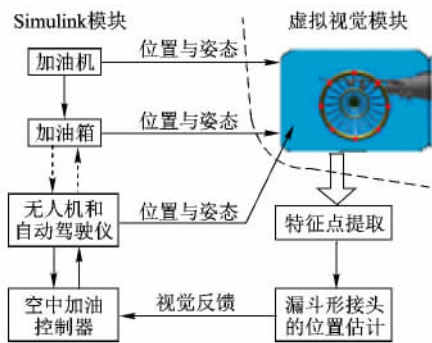 Simulink模块
虚拟视觉模块
加油机
位置与姿态
加油箱
位置与姿态
无人机和
自动驾驶仪
位置与姿态
特征点提取
空中加油
控制器
视觉反馈
漏斗形接头
的位置估计